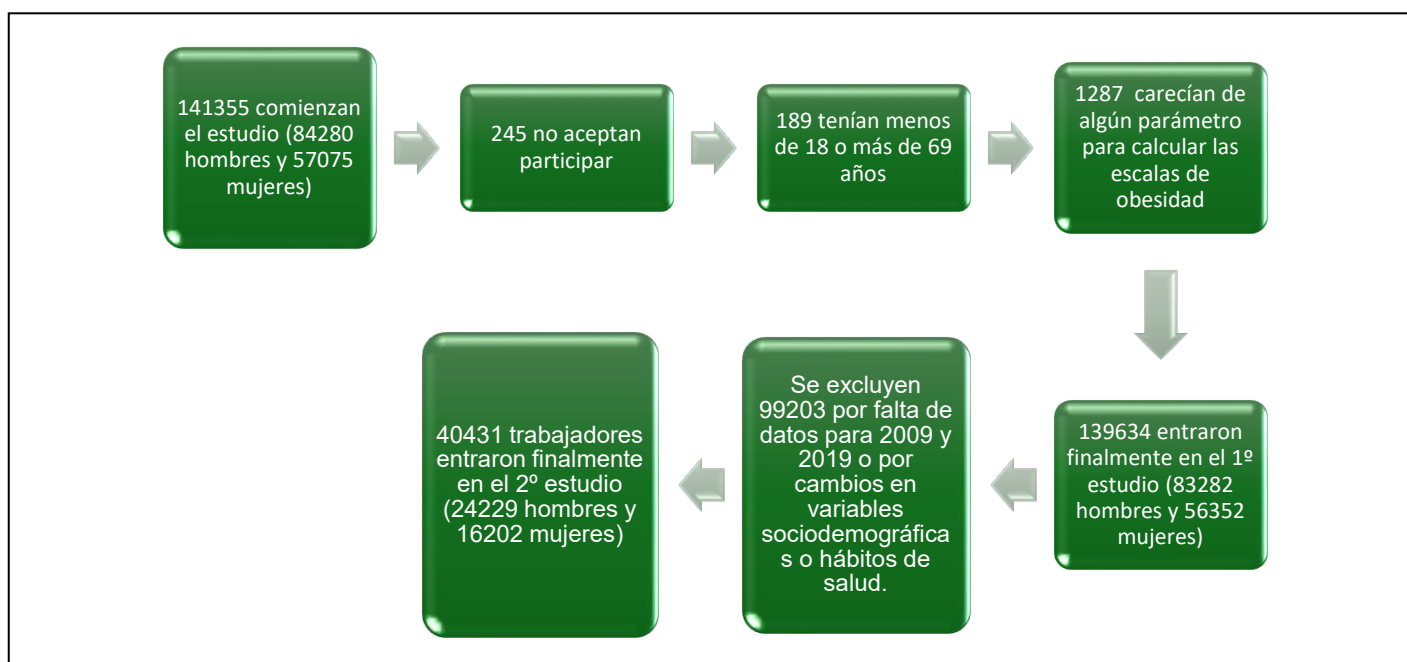 141355 comienzan
el estudio (84280
hombres y 57075
mujeres)
245 no aceptan
participar
189 tenían menos
de 18 o más de 69
años
1287 carecían de
algún parámetro
para calcular las
escalas de
obesidad
139634 entraron
finalmente en el 1º
estudio (83282
hombres y 56352
mujeres)
Se excluyen
99203 por falta de
datos para 2009 y
2019 o por
cambios en
variables
sociodemográfica
s o hábitos de
salud.
40431 trabajadores
entraron finalmente
en el 2º estudio
(24229 hombres y
16202 mujeres)